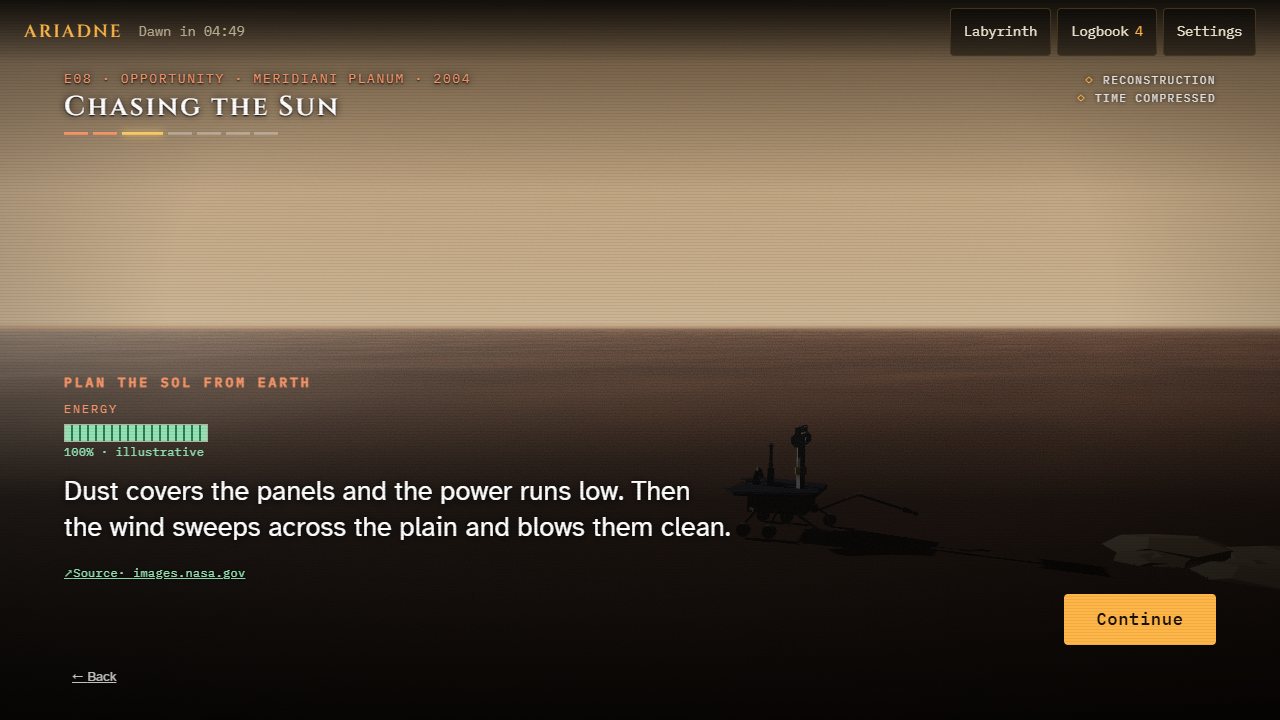 ARIADNE
Dawn in 04:49
Labyrinth
Logbook 4
Settings
E08 · OPPORTUNITY · MERIDIANI PLANUM · 2004
Chasing the Sun
◇ RECONSTRUCTION
◇ TIME COMPRESSED
PLAN THE SOL FROM EARTH
ENERGY
100% · illustrative
Dust covers the panels and the power runs low. Then
the wind sweeps across the plain and blows them clean.
↗Source· images.nasa.gov
Continue
← Back